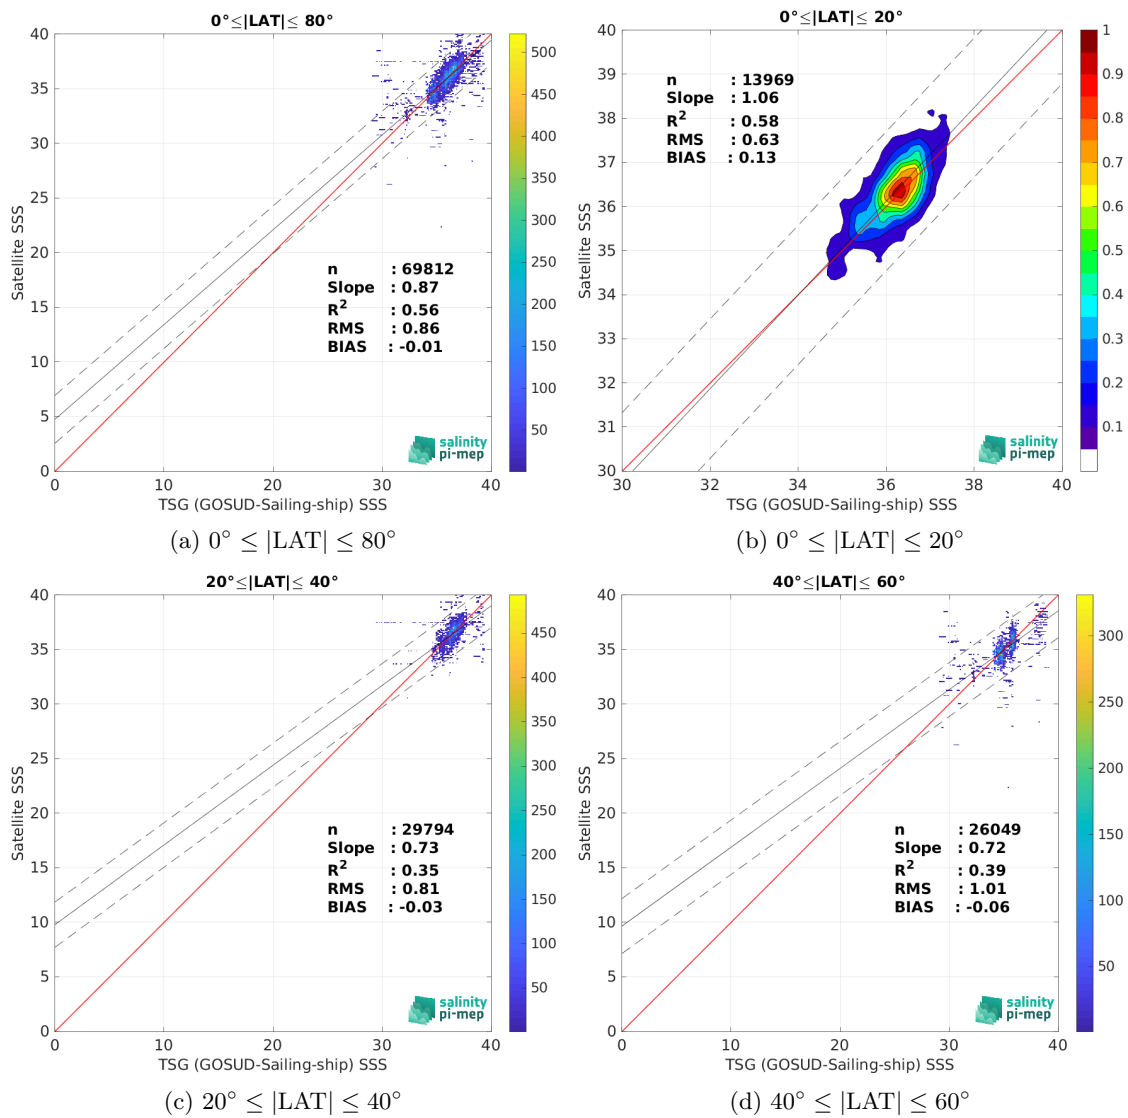 0°≤|LAT|≤ 80°
Satellite SSS
40
35
30
25
20
15
10
5
0
n : 69812
Slope : 0.87
R² : 0.56
RMS : 0.86
BIAS : -0.01
salinity
pi-mep
0 10 20 30 40
TSG (GOSUD-Sailing-ship) SSS
500
450
400
350
300
250
200
150
100
50
(a) 0° ≤ |LAT| ≤ 80°
0°≤|LAT|≤ 20°
Satellite SSS
40
39
38
37
36
35
34
33
32
31
30
n : 13969
Slope : 1.06
R² : 0.58
RMS : 0.63
BIAS : 0.13
salinity
pi-mep
30 32 34 36 38 40
TSG (GOSUD-Sailing-ship) SSS
1
0.9
0.8
0.7
0.6
0.5
0.4
0.3
0.2
0.1
(b) 0° ≤ |LAT| ≤ 20°
20°≤|LAT|≤ 40°
Satellite SSS
40
35
30
25
20
15
10
5
0
n : 29794
Slope : 0.73
R² : 0.35
RMS : 0.81
BIAS : -0.03
salinity
pi-mep
0 10 20 30 40
TSG (GOSUD-Sailing-ship) SSS
450
400
350
300
250
200
150
100
50
(c) 20° ≤ |LAT| ≤ 40°
40°≤|LAT|≤ 60°
Satellite SSS
40
35
30
25
20
15
10
5
0
n : 26049
Slope : 0.72
R² : 0.39
RMS : 1.01
BIAS : -0.06
salinity
pi-mep
0 10 20 30 40
TSG (GOSUD-Sailing-ship) SSS
300
250
200
150
100
50
(d) 40° ≤ |LAT| ≤ 60°